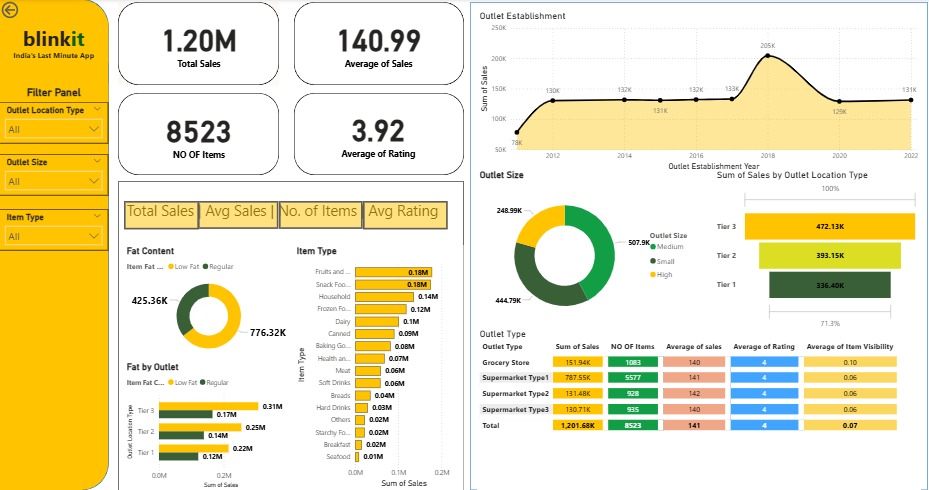 blinkit
India's Last Minute App
Filter Panel
Outlet Location Type
All
Outlet Size
All
Item Type
All
1.20M
Total Sales
140.99
Average of Sales
8523
NO OF Items
3.92
Average of Rating
Total Sales | Avg Sales | No. of Items | Avg Rating
Fat Content
Item Fat ... Low Fat Regular
425.36K
776.32K
Fat by Outlet
Item Fat C... Low Fat Regular
Outlet Location Type
Tier 3
0.31M
0.17M
Tier 2
0.25M
0.14M
Tier 1
0.22M
0.12M
0.0M 0.2M
Sum of Sales
Item Type
Item Type
Fruits and ... 0.18M
Snack Foo... 0.18M
Household 0.14M
Frozen Fo... 0.12M
Dairy 0.1M
Canned 0.09M
Baking Go... 0.08M
Health an... 0.07M
Meat 0.06M
Soft Drinks 0.06M
Breads 0.04M
Hard Drinks 0.03M
Others 0.02M
Starchy Fo... 0.02M
Breakfast 0.02M
Seafood 0.01M
0.0M 0.1M 0.2M
Sum of Sales
Outlet Establishment
Sum of Sales
250K
200K
150K
100K
50K
78K 130K 132K 131K 132K 133K 205K 129K 131K
2012 2014 2016 2018 2020 2022
Outlet Establishment Year
Outlet Size
248.99K
507.9K
444.79K
Outlet Size
Medium
Small
High
Sum of Sales by Outlet Location Type
100%
Tier 3 472.13K
Tier 2 393.15K
Tier 1 336.40K
71.3%
Outlet Type
Outlet Type Sum of Sales NO OF Items Average of sales Average of Rating Average of Item Visibility
Grocery Store 151.94K 1083 140 4 0.10
Supermarket Type1 787.55K 5577 141 4 0.06
Supermarket Type2 131.48K 928 142 4 0.06
Supermarket Type3 130.71K 935 140 4 0.06
Total 1,201.68K 8523 141 4 0.07